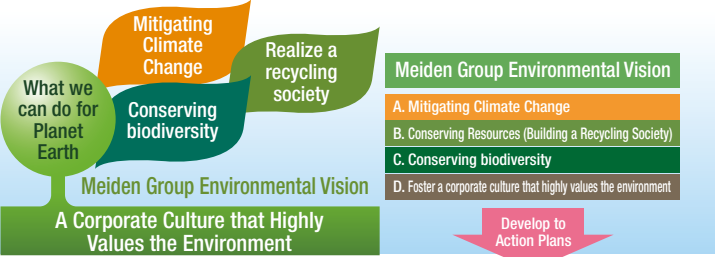 Mitigating
Climate
Change
Realize a
recycling
society
What we
can do for
Planet
Earth
Conserving
biodiversity
Meiden Group Environmental Vision
A Corporate Culture that Highly
Values the Environment
Meiden Group Environmental Vision
A. Mitigating Climate Change
B. Conserving Resources (Building a Recycling Society)
C. Conserving biodiversity
D. Foster a corporate culture that highly values the environment
Develop to
Action Plans